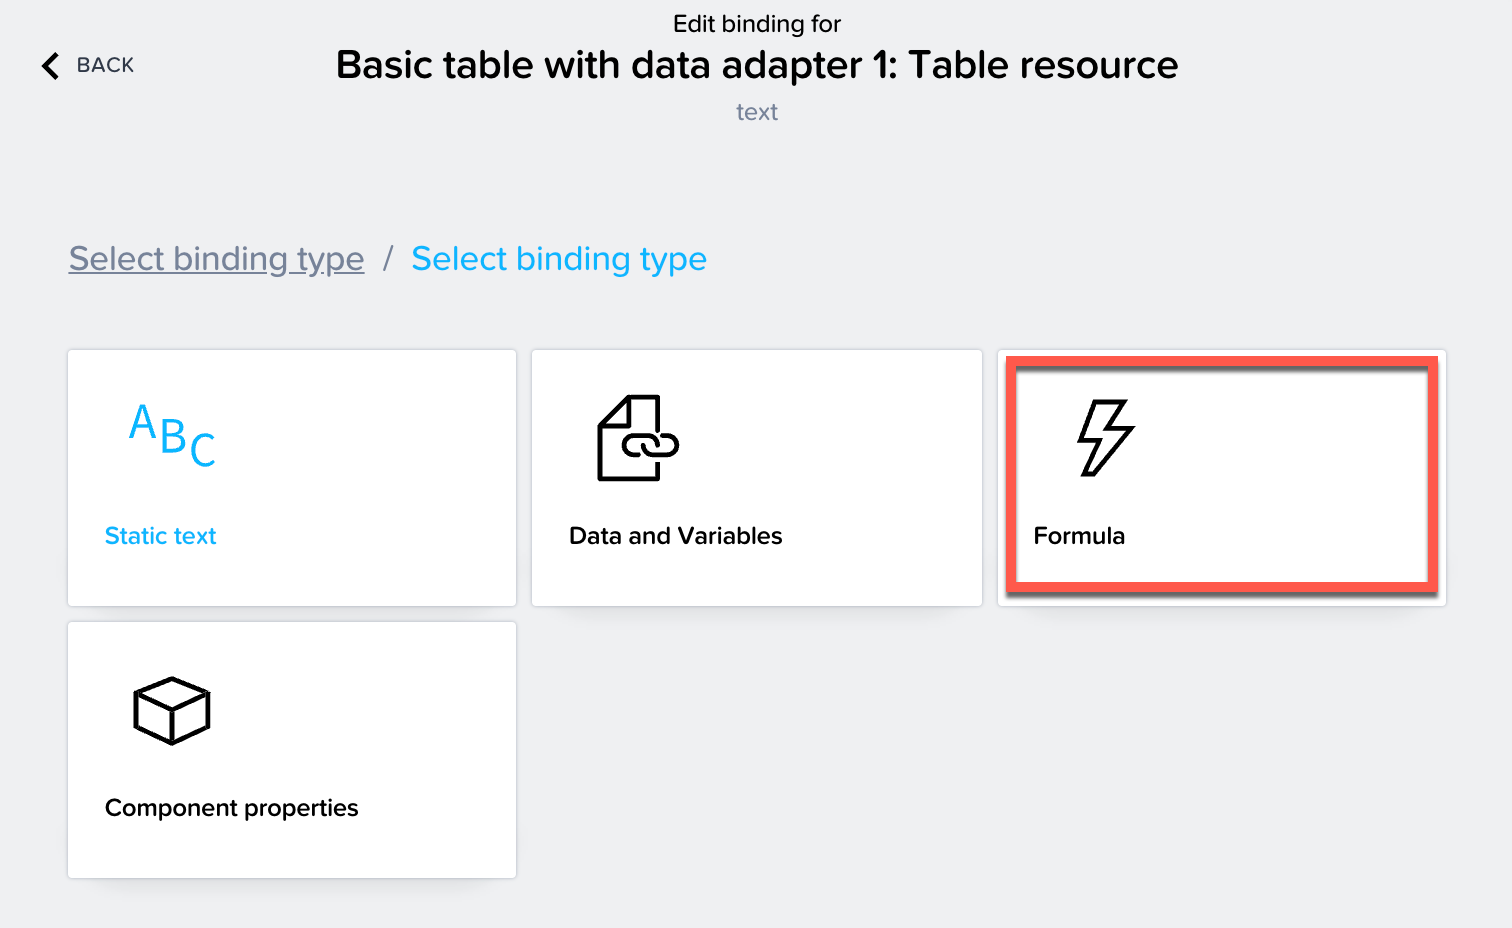 Edit binding for
BACK
Basic table with data adapter 1: Table resource
text
Select binding type / Select binding type
ABC
Static text
Data and Variables
Formula
Component properties